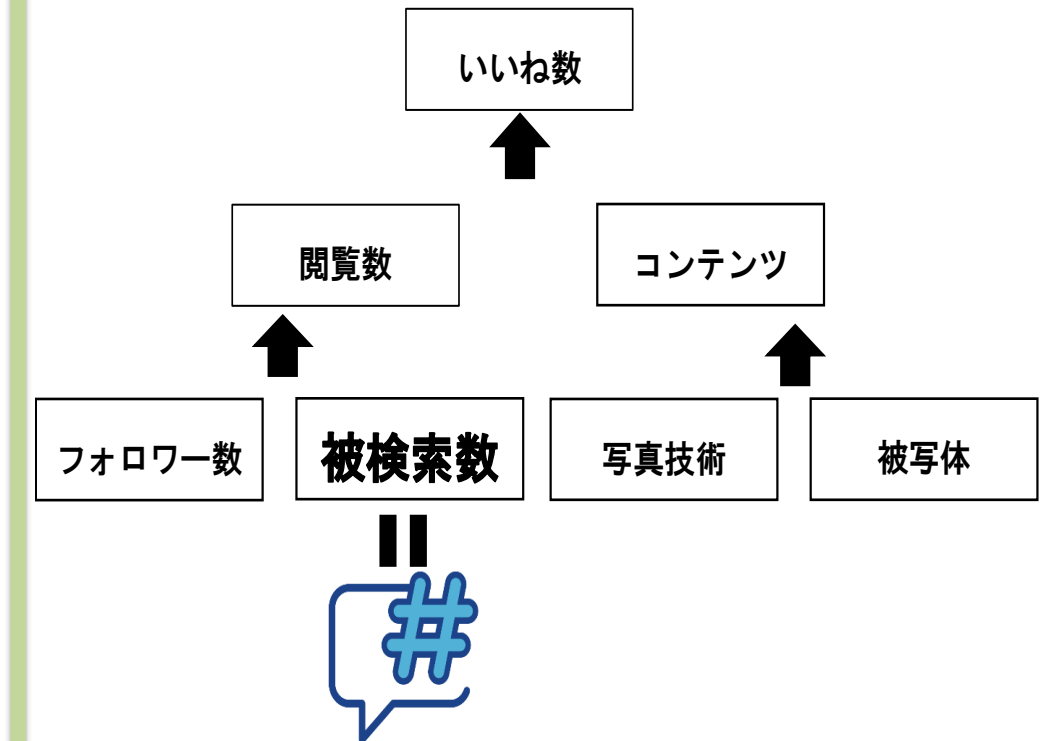 いいね数
閲覧数
コンテンツ
フォロワー数
被検索数
写真技術
被写体
#